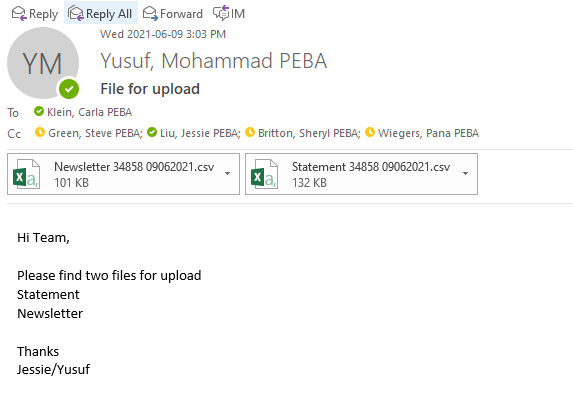 Reply Reply All Forward IM
Wed 2021-06-09 3:03 PM
YM
Yusuf, Mohammad PEBA
File for upload
To Klein, Carla PEBA
Cc Green, Steve PEBA; Liu, Jessie PEBA; Britton, Sheryl PEBA; Wiegers, Pana PEBA
Newsletter 34858 09062021.csv Statement 34858 09062021.csv
101 KB 132 KB
Hi Team,
Please find two files for upload
Statement
Newsletter
Thanks
Jessie/Yusuf